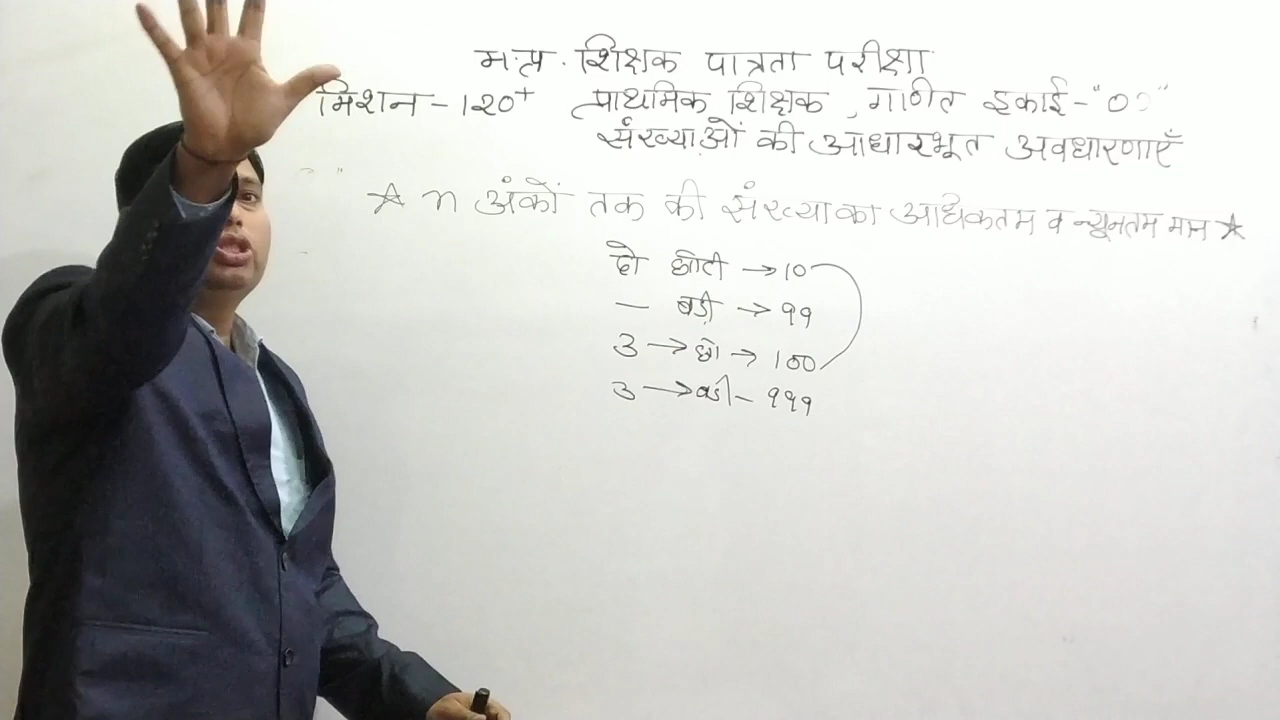 म.प्र. शिक्षक पात्रता परीक्षा
मिशन - 120+ प्राथमिक शिक्षक, गणित इकाई - "0
संख्याओं की आधारभूत अवधारणाएँ
☆ n अंकों तक की संख्या का अधिकतम व न्यूनतम मान ☆
दो छोटी → 10
— बड़ी → 99
3 → छो → 100
3 → बड़ी - 999